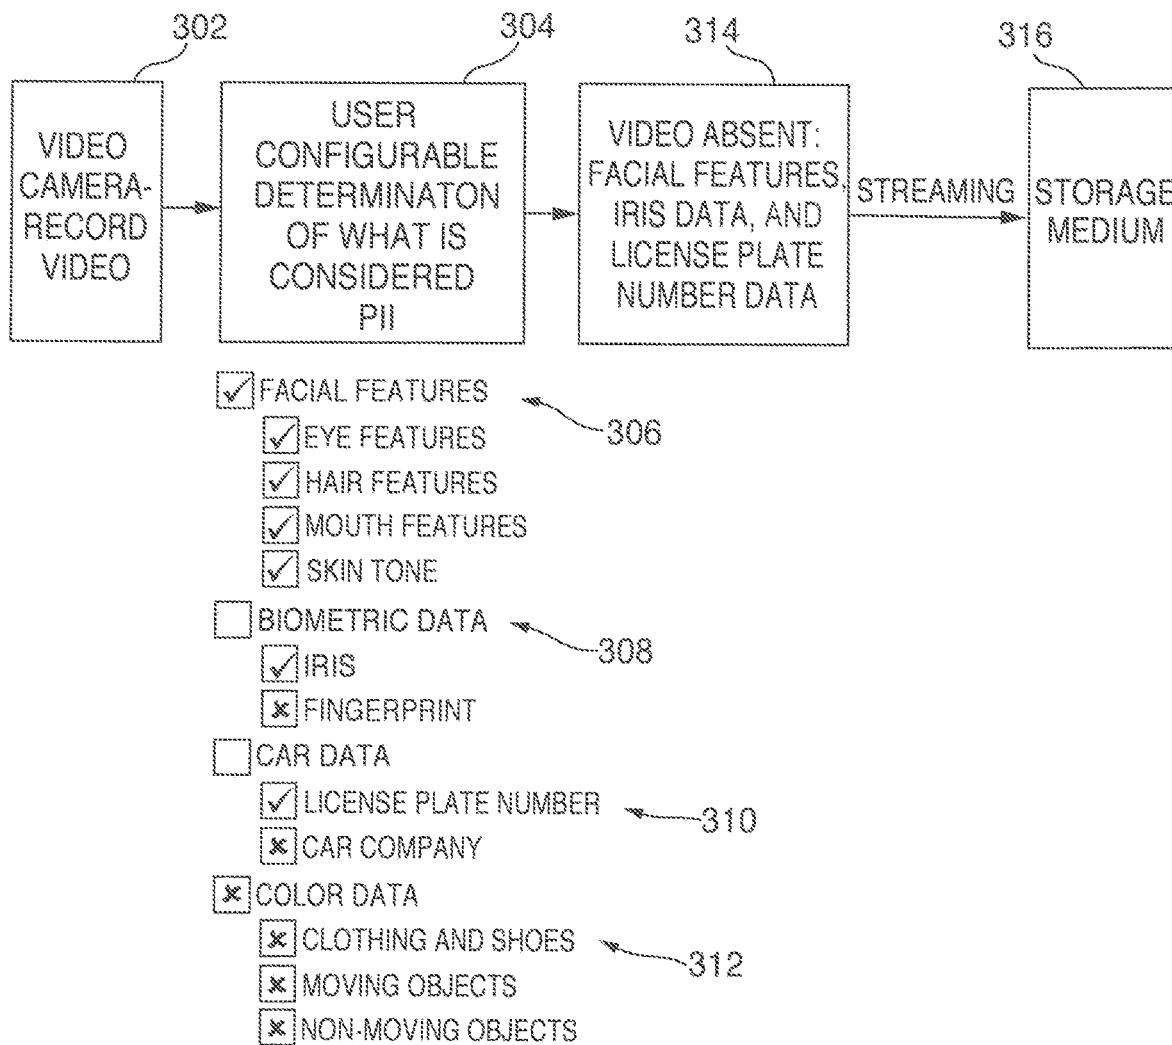 302
304
314
316
VIDEO
CAMERA-
RECORD
VIDEO
USER
CONFIGURABLE
DETERMINATON
OF WHAT IS
CONSIDERED
PII
VIDEO ABSENT:
FACIAL FEATURES,
IRIS DATA, AND
LICENSE PLATE
NUMBER DATA
STREAMING
STORAGE
MEDIUM
FACIAL FEATURES
306
EYE FEATURES
HAIR FEATURES
MOUTH FEATURES
SKIN TONE
BIOMETRIC DATA
308
IRIS
FINGERPRINT
CAR DATA
LICENSE PLATE NUMBER
310
CAR COMPANY
COLOR DATA
CLOTHING AND SHOES
312
MOVING OBJECTS
NON-MOVING OBJECTS